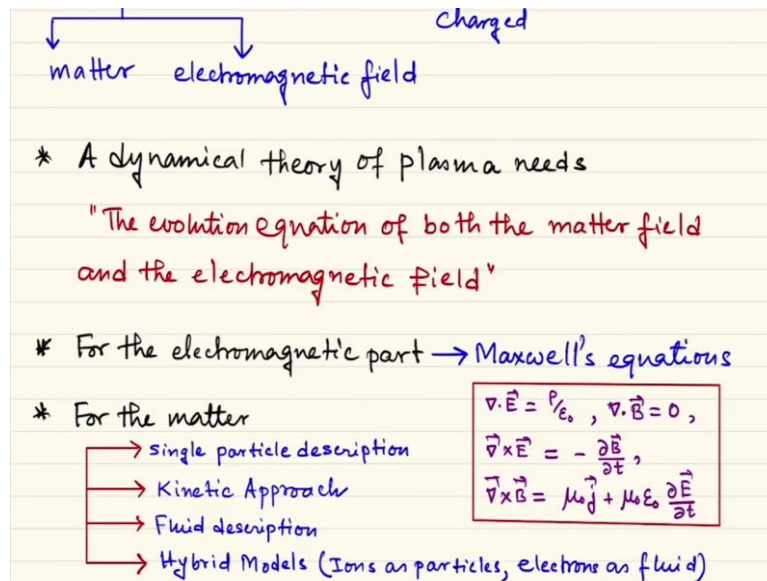 charged
matter electromagnetic field
* A dynamical theory of plasma needs
"The evolution equation of both the matter field
and the electromagnetic field"
* For the electromagnetic part → Maxwell's equations
* For the matter
→ Single particle description
→ Kinetic Approach
→ Fluid description
→ Hybrid Models (Ions as particles, electrons as fluid)
∇·E⃗ = ρ/ε₀ , ∇·B⃗ = 0 ,
∇⃗×E⃗ = - ∂B⃗/∂t ,
∇⃗×B⃗ = μ₀j⃗ + μ₀ε₀ ∂E⃗/∂t